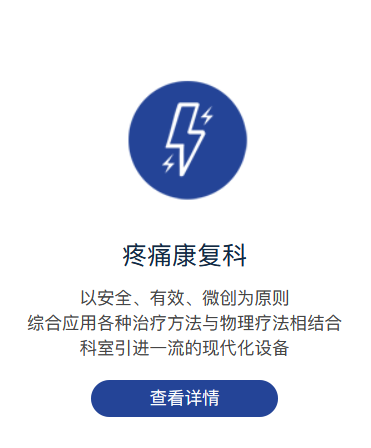 疼痛康复科
以安全、有效、微创为原则
综合应用各种治疗方法与物理疗法相结合
科室引进一流的现代化设备
查看详情